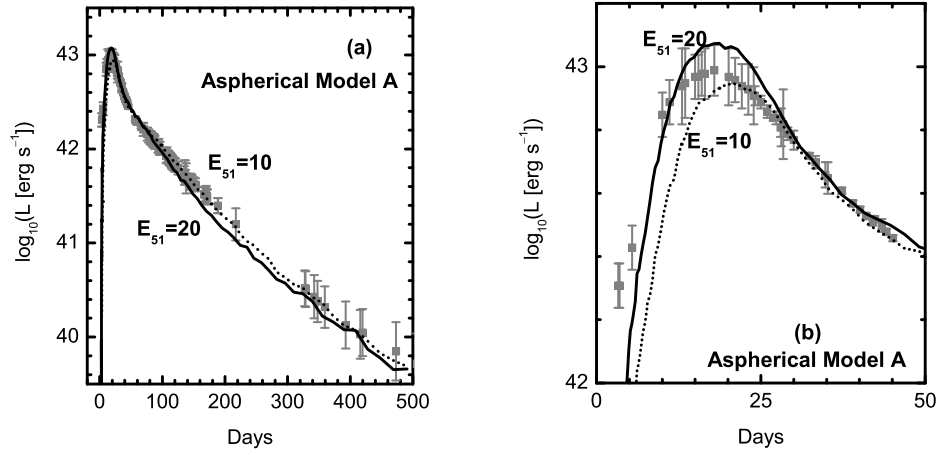 (a)
Aspherical Model A
E51=10
E51=20
43
42
41
40
log10(L [erg s−1])
0 100 200 300 400 500
Days
E51=20
E51=10
(b)
Aspherical Model A
43
42
log10(L [erg s−1])
0 25 50
Days